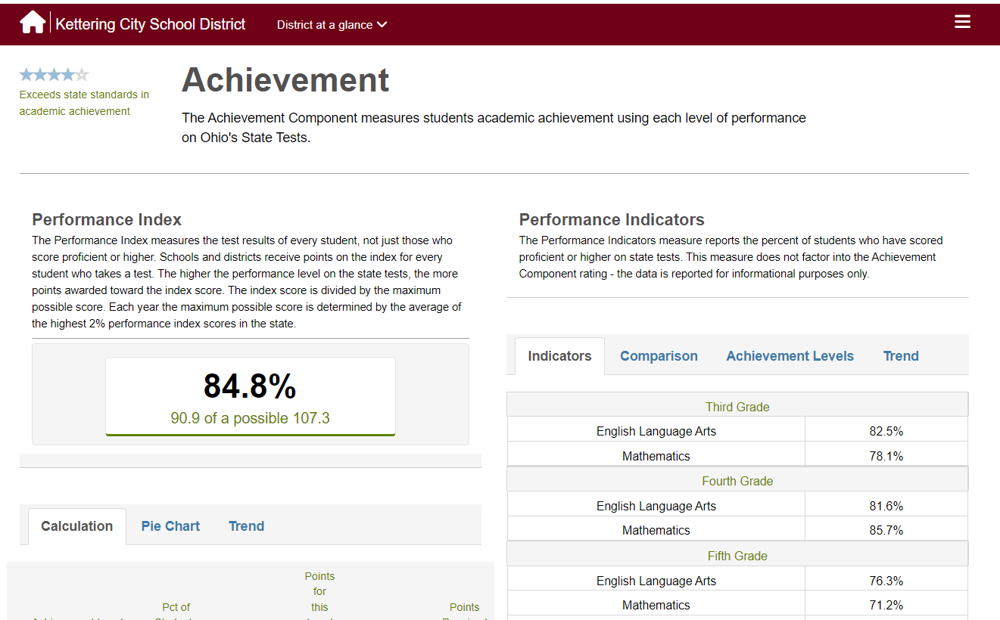 Kettering City School District
District at a glance
Exceeds state standards in
academic achievement
Achievement
The Achievement Component measures students academic achievement using each level of performance
on Ohio's State Tests.
Performance Index
The Performance Index measures the test results of every student, not just those who
score proficient or higher. Schools and districts receive points on the index for every
student who takes a test. The higher the performance level on the state tests, the more
points awarded toward the index score. The index score is divided by the maximum
possible score. Each year the maximum possible score is determined by the average of
the highest 2% performance index scores in the state.
84.8%
90.9 of a possible 107.3
Calculation Pie Chart Trend
Points
for
Pct of this Points
Performance Indicators
The Performance Indicators measure reports the percent of students who have scored
proficient or higher on state tests. This measure does not factor into the Achievement
Component rating - the data is reported for informational purposes only.
Indicators Comparison Achievement Levels Trend
Third Grade
English Language Arts 82.5%
Mathematics 78.1%
Fourth Grade
English Language Arts 81.6%
Mathematics 85.7%
Fifth Grade
English Language Arts 76.3%
Mathematics 71.2%